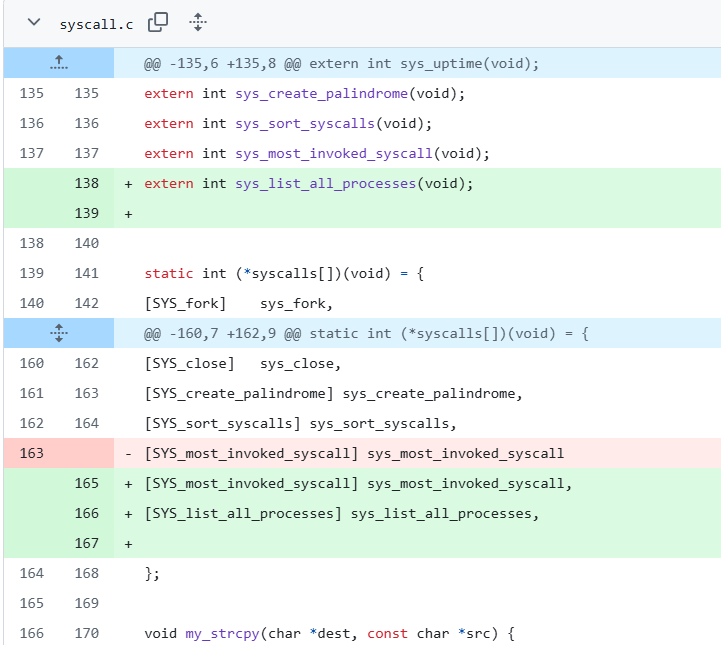 syscall.c
@@ -135,6 +135,8 @@ extern int sys_uptime(void);
135 135 extern int sys_create_palindrome(void);
136 136 extern int sys_sort_syscalls(void);
137 137 extern int sys_most_invoked_syscall(void);
138 + extern int sys_list_all_processes(void);
139 +
138 140
139 141 static int (*syscalls[])(void) = {
140 142 [SYS_fork]    sys_fork,
@@ -160,7 +162,9 @@ static int (*syscalls[])(void) = {
160 162 [SYS_close]   sys_close,
161 163 [SYS_create_palindrome] sys_create_palindrome,
162 164 [SYS_sort_syscalls] sys_sort_syscalls,
163 - [SYS_most_invoked_syscall] sys_most_invoked_syscall
165 + [SYS_most_invoked_syscall] sys_most_invoked_syscall,
166 + [SYS_list_all_processes] sys_list_all_processes,
167 +
164 168 };
165 169
166 170 void my_strcpy(char *dest, const char *src) {